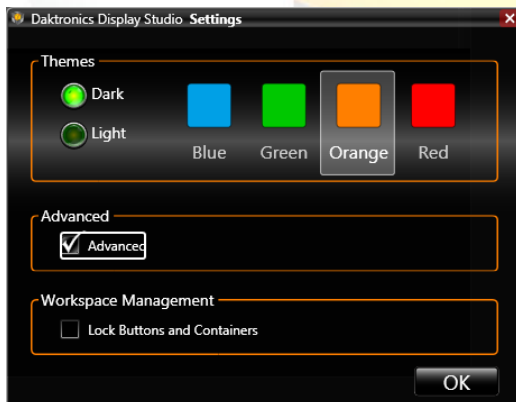 Daktronics Display Studio Settings
Themes
Dark
Light
Blue Green Orange Red
Advanced
Advanced
Workspace Management
Lock Buttons and Containers
OK